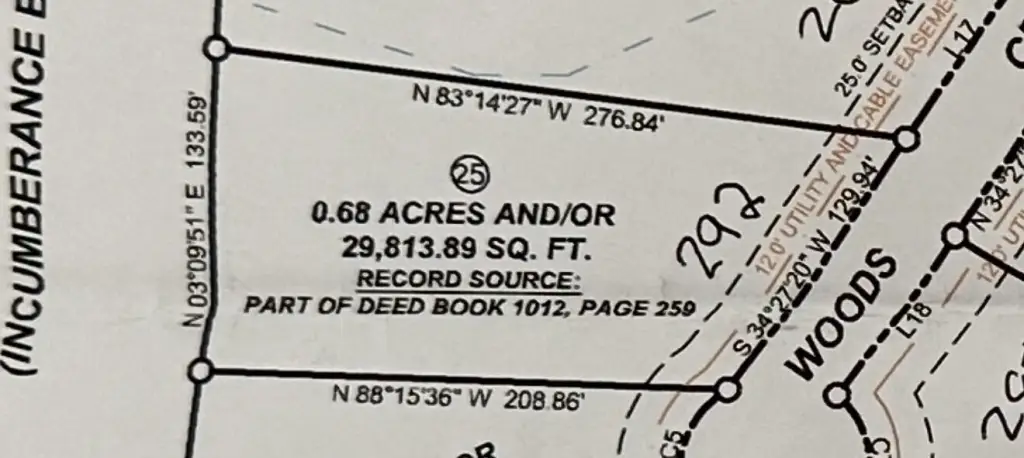 (INCUMBERANCE
25.0' SETBA
L17
N 83°14'27" W 276.84'
N 03°09'51" E 133.59'
25
0.68 ACRES AND/OR
29,813.89 SQ. FT.
RECORD SOURCE:
PART OF DEED BOOK 1012, PAGE 259
292
12.0' UTILITY AND CABLE EASEME
S 34°27'20" W 129.94'
WOODS
N 34°27'
12.0' UTI
L18
N 88°15'36" W 208.86'
C5